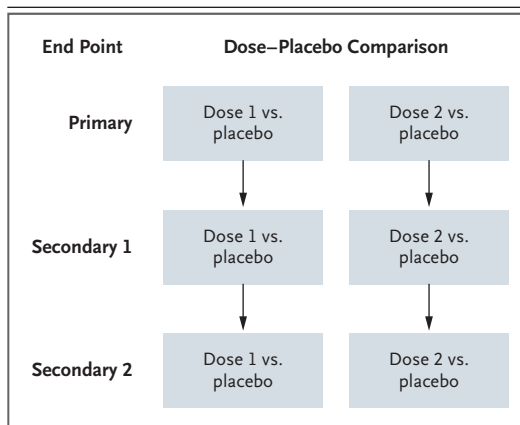 End Point
Dose–Placebo Comparison
Primary
Dose 1 vs.
placebo
Dose 2 vs.
placebo
Secondary 1
Dose 1 vs.
placebo
Dose 2 vs.
placebo
Secondary 2
Dose 1 vs.
placebo
Dose 2 vs.
placebo